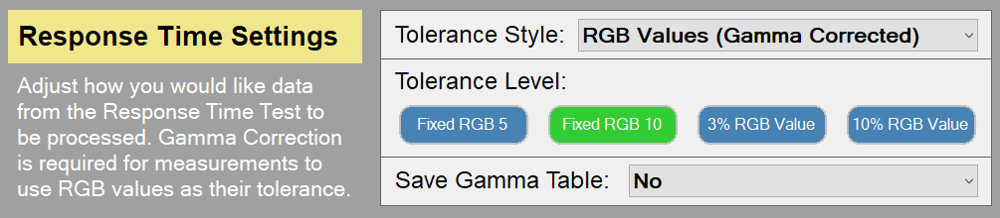 Response Time Settings
Adjust how you would like data
from the Response Time Test to
be processed. Gamma Correction
is required for measurements to
use RGB values as their tolerance.
Tolerance Style: RGB Values (Gamma Corrected)
Tolerance Level:
Fixed RGB 5 Fixed RGB 10 3% RGB Value 10% RGB Value
Save Gamma Table: No